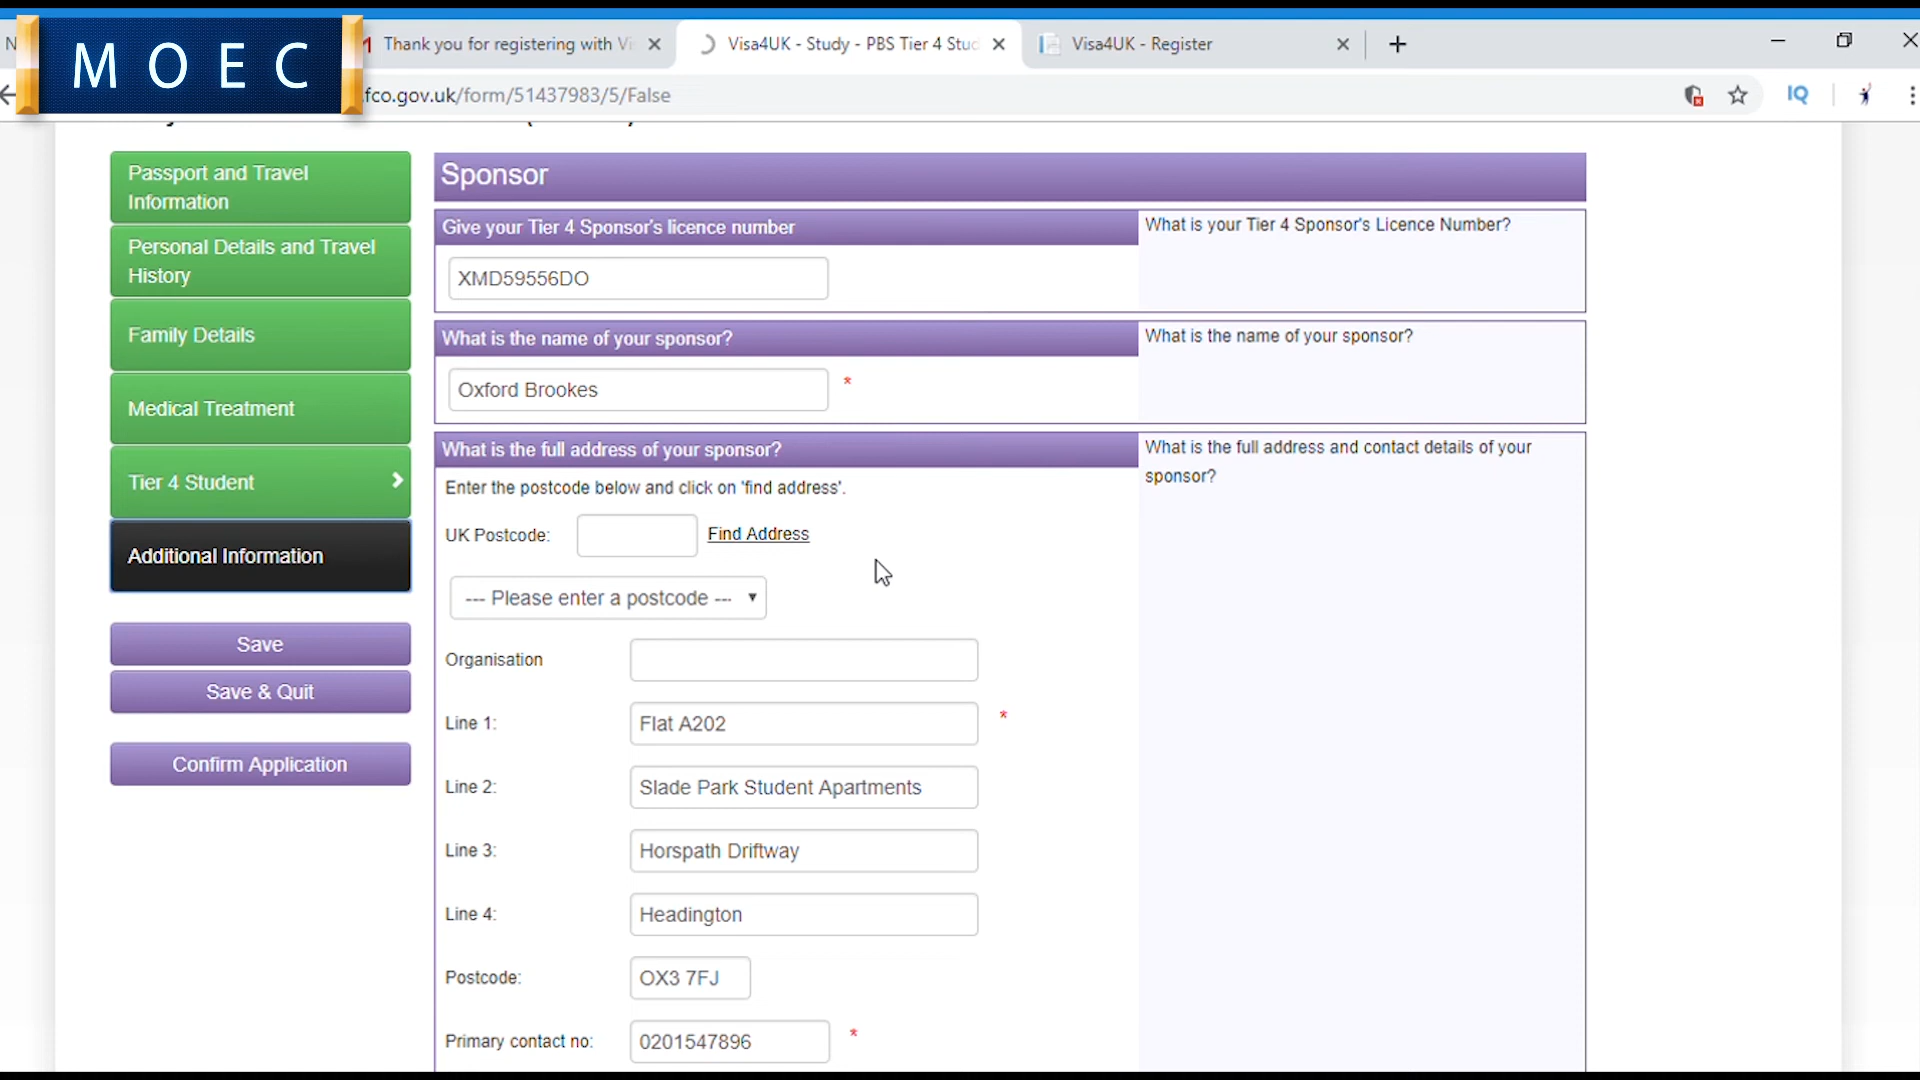 MOEC
Thank you for registering with Vi
Visa4UK - Study - PBS Tier 4 Stud
Visa4UK - Register
fco.gov.uk/form/51437983/5/False
IQ
Passport and Travel
Information
Personal Details and Travel
History
Family Details
Medical Treatment
Tier 4 Student
Additional Information
Save
Save & Quit
Confirm Application
Sponsor
Give your Tier 4 Sponsor's licence number
What is your Tier 4 Sponsor's Licence Number?
XMD59556DO
What is the name of your sponsor?
What is the name of your sponsor?
Oxford Brookes *
What is the full address of your sponsor?
What is the full address and contact details of your
sponsor?
Enter the postcode below and click on 'find address'.
UK Postcode: Find Address
--- Please enter a postcode ---
Organisation
Line 1: Flat A202 *
Line 2: Slade Park Student Apartments
Line 3: Horspath Driftway
Line 4: Headington
Postcode: OX3 7FJ
Primary contact no: 0201547896 *